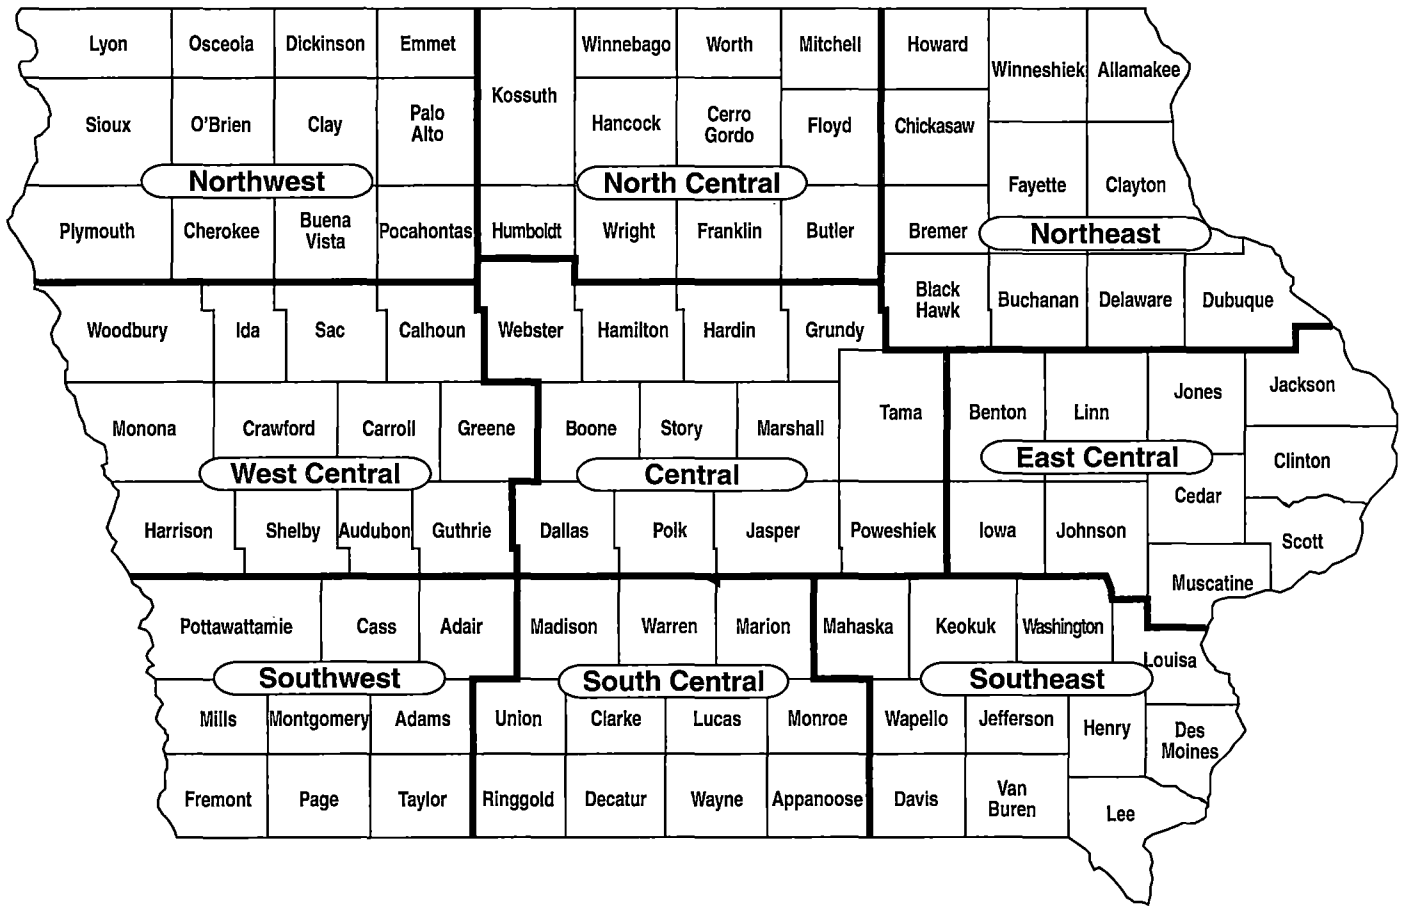 Lyon
Osceola
Dickinson
Emmet
Kossuth
Winnebago
Worth
Mitchell
Howard
Winneshiek
Allamakee
Sioux
O'Brien
Clay
Palo
Alto
Hancock
Cerro
Gordo
Floyd
Chickasaw
Fayette
Clayton
Northwest
North Central
Northeast
Plymouth
Cherokee
Buena
Vista
Pocahontas
Humboldt
Wright
Franklin
Butler
Bremer
Black
Hawk
Buchanan
Delaware
Dubuque
Woodbury
Ida
Sac
Calhoun
Webster
Hamilton
Hardin
Grundy
Monona
Crawford
Carroll
Greene
Boone
Story
Marshall
Tama
Benton
Linn
Jones
Jackson
West Central
Central
East Central
Clinton
Cedar
Harrison
Shelby
Audubon
Guthrie
Dallas
Polk
Jasper
Poweshiek
Iowa
Johnson
Scott
Muscatine
Pottawattamie
Cass
Adair
Madison
Warren
Marion
Mahaska
Keokuk
Washington
Louisa
Southwest
South Central
Southeast
Mills
Montgomery
Adams
Union
Clarke
Lucas
Monroe
Wapello
Jefferson
Henry
Des
Moines
Fremont
Page
Taylor
Ringgold
Decatur
Wayne
Appanoose
Davis
Van
Buren
Lee